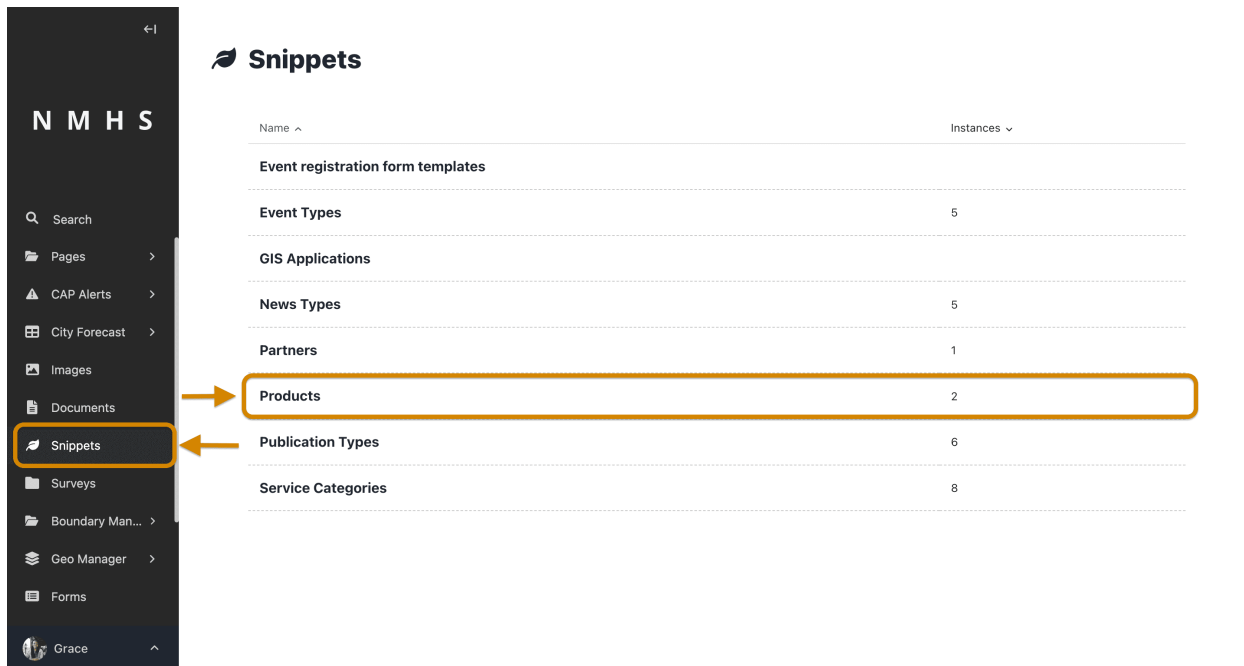 N M H S
Search
Pages
CAP Alerts
City Forecast
Images
Documents
Snippets
Surveys
Boundary Man...
Geo Manager
Forms
Grace
Snippets
Name Instances
Event registration form templates
Event Types 5
GIS Applications
News Types 5
Partners 1
Products 2
Publication Types 6
Service Categories 8